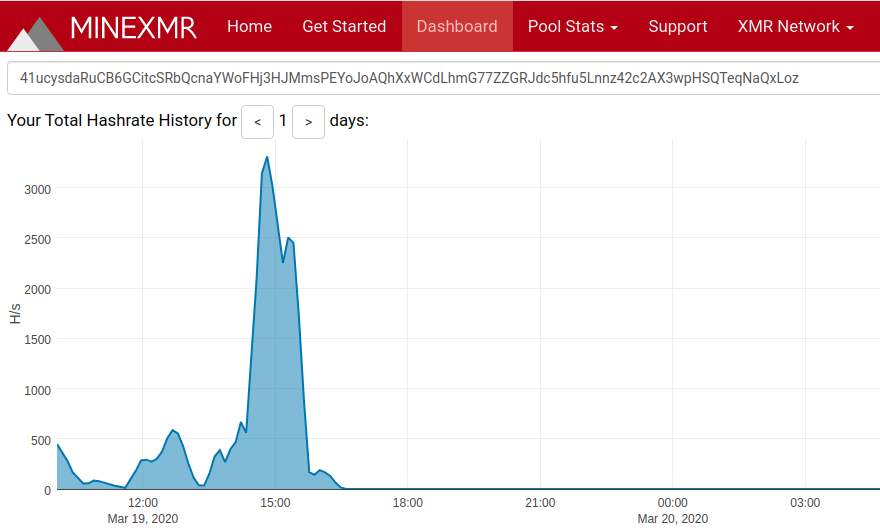 MINEXMR Home Get Started Dashboard Pool Stats Support XMR Network
41ucysdaRuCB6GCitcSRbQcnaYWoFHj3HJMmsPEYoJoAQhXxWCdLhmG77ZZGRJdc5hfu5Lnnz42c2AX3wpHSQTeqNaQxLoz
Your Total Hashrate History for < 1 > days:
3000
2500
2000
H/s
1500
1000
500
0
12:00 15:00 18:00 21:00 00:00 03:00
Mar 19, 2020 Mar 20, 2020